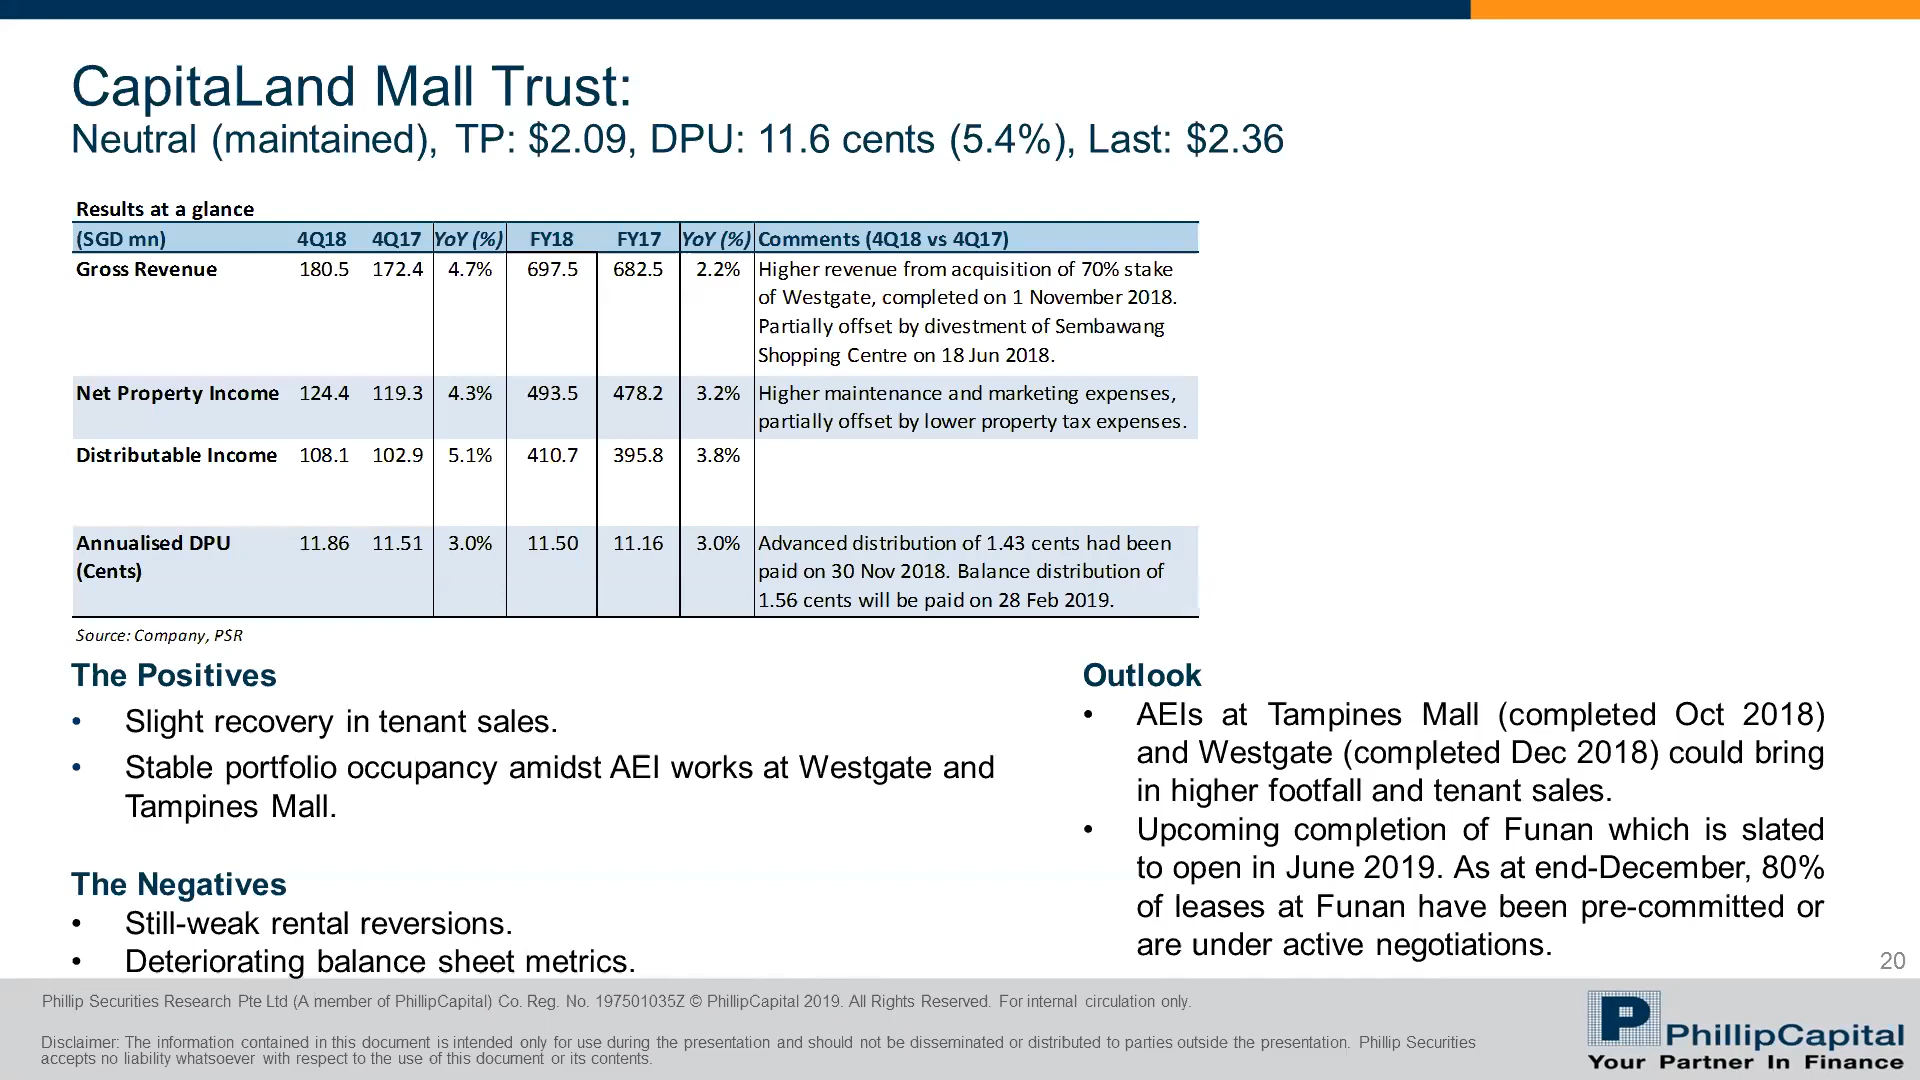 CapitaLand Mall Trust:
Neutral (maintained), TP: $2.09, DPU: 11.6 cents (5.4%), Last: $2.36
Results at a glance
(SGD mn) 4Q18 4Q17 YoY (%) FY18 FY17 YoY (%) Comments (4Q18 vs 4Q17)
Gross Revenue 180.5 172.4 4.7% 697.5 682.5 2.2% Higher revenue from acquisition of 70% stake
of Westgate, completed on 1 November 2018.
Partially offset by divestment of Sembawang
Shopping Centre on 18 Jun 2018.
Net Property Income 124.4 119.3 4.3% 493.5 478.2 3.2% Higher maintenance and marketing expenses,
partially offset by lower property tax expenses.
Distributable Income 108.1 102.9 5.1% 410.7 395.8 3.8%
Annualised DPU 11.86 11.51 3.0% 11.50 11.16 3.0% Advanced distribution of 1.43 cents had been
(Cents) paid on 30 Nov 2018. Balance distribution of
1.56 cents will be paid on 28 Feb 2019.
Source: Company, PSR
The Positives
• Slight recovery in tenant sales.
• Stable portfolio occupancy amidst AEI works at Westgate and
Tampines Mall.
The Negatives
• Still-weak rental reversions.
• Deteriorating balance sheet metrics.
Outlook
• AEIs at Tampines Mall (completed Oct 2018)
and Westgate (completed Dec 2018) could bring
in higher footfall and tenant sales.
• Upcoming completion of Funan which is slated
to open in June 2019. As at end-December, 80%
of leases at Funan have been pre-committed or
are under active negotiations.
20
Phillip Securities Research Pte Ltd (A member of PhillipCapital) Co. Reg. No. 197501035Z © PhillipCapital 2019. All Rights Reserved. For internal circulation only.
Disclaimer: The information contained in this document is intended only for use during the presentation and should not be disseminated or distributed to parties outside the presentation. Phillip Securities
accepts no liability whatsoever with respect to the use of this document or its contents.
P PhillipCapital
Your Partner In Finance